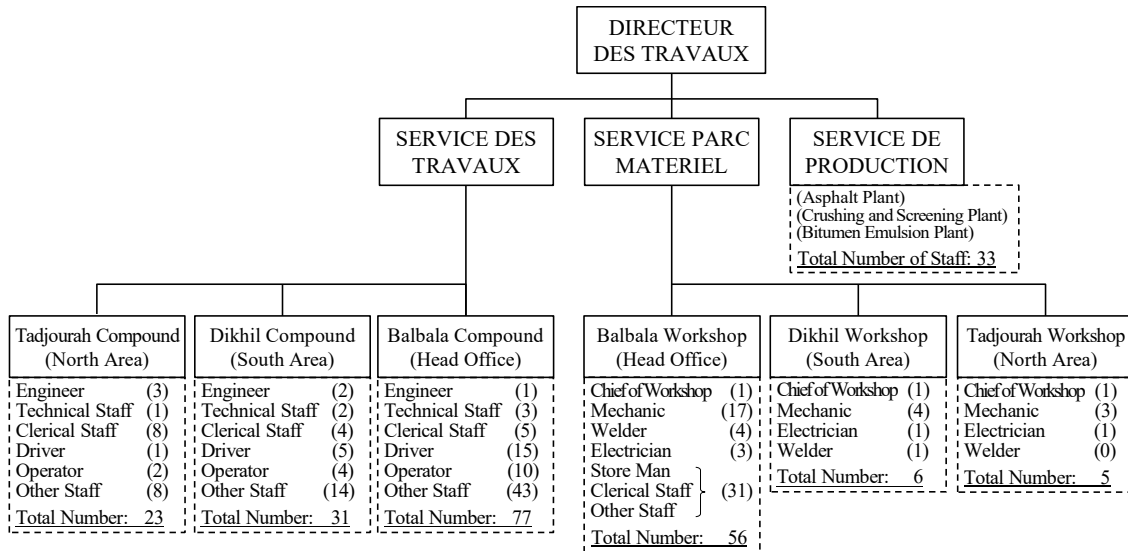 DIRECTEUR
DES TRAVAUX
SERVICE DES
TRAVAUX
SERVICE PARC
MATERIEL
SERVICE DE
PRODUCTION
(Asphalt Plant)
(Crushing and Screening Plant)
(Bitumen Emulsion Plant)
Total Number of Staff: 33
Tadjourah Compound
(North Area)
Engineer (3)
Technical Staff (1)
Clerical Staff (8)
Driver (1)
Operator (2)
Other Staff (8)
Total Number: 23
Dikhil Compound
(South Area)
Engineer (2)
Technical Staff (2)
Clerical Staff (4)
Driver (5)
Operator (4)
Other Staff (14)
Total Number: 31
Balbala Compound
(Head Office)
Engineer (1)
Technical Staff (3)
Clerical Staff (5)
Driver (15)
Operator (10)
Other Staff (43)
Total Number: 77
Balbala Workshop
(Head Office)
Chief of Workshop (1)
Mechanic (17)
Welder (4)
Electrician (3)
Store Man
Clerical Staff (31)
Other Staff
Total Number: 56
Dikhil Workshop
(South Area)
Chief of Workshop (1)
Mechanic (4)
Electrician (1)
Welder (1)
Total Number: 6
Tadjourah Workshop
(North Area)
Chief of Workshop (1)
Mechanic (3)
Electrician (1)
Welder (0)
Total Number: 5